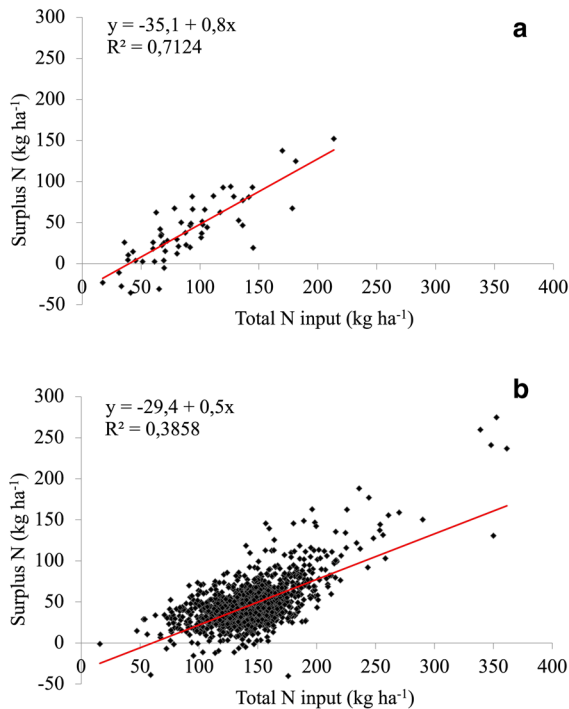 300
y = -35,1 + 0,8x
a
R² = 0,7124
250
200
150
100
50
0
-50
Surplus N (kg ha⁻¹)
0 50 100 150 200 250 300 350 400
Total N input (kg ha⁻¹)
300
y = -29,4 + 0,5x
b
R² = 0,3858
250
200
150
100
50
0
-50
Surplus N (kg ha⁻¹)
0 50 100 150 200 250 300 350 400
Total N input (kg ha⁻¹)